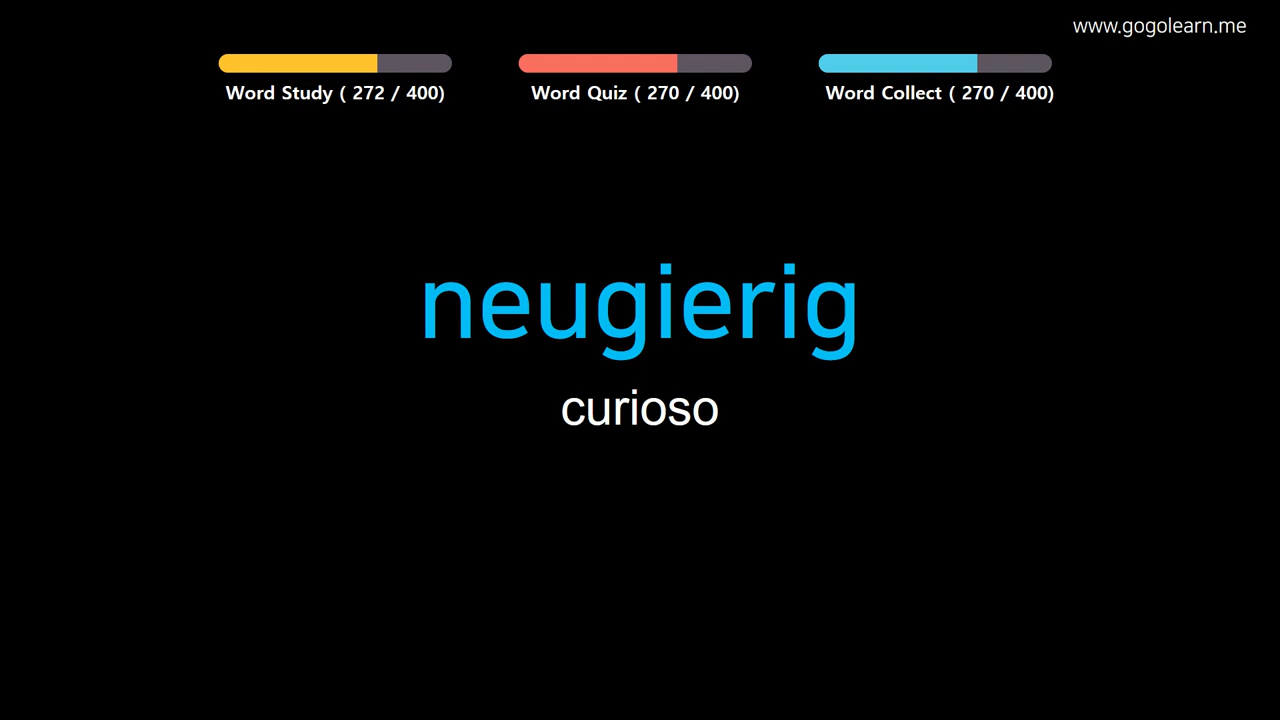 www.gogolearn.me
Word Study ( 272 / 400)
Word Quiz ( 270 / 400)
Word Collect ( 270 / 400)
neugierig
curioso